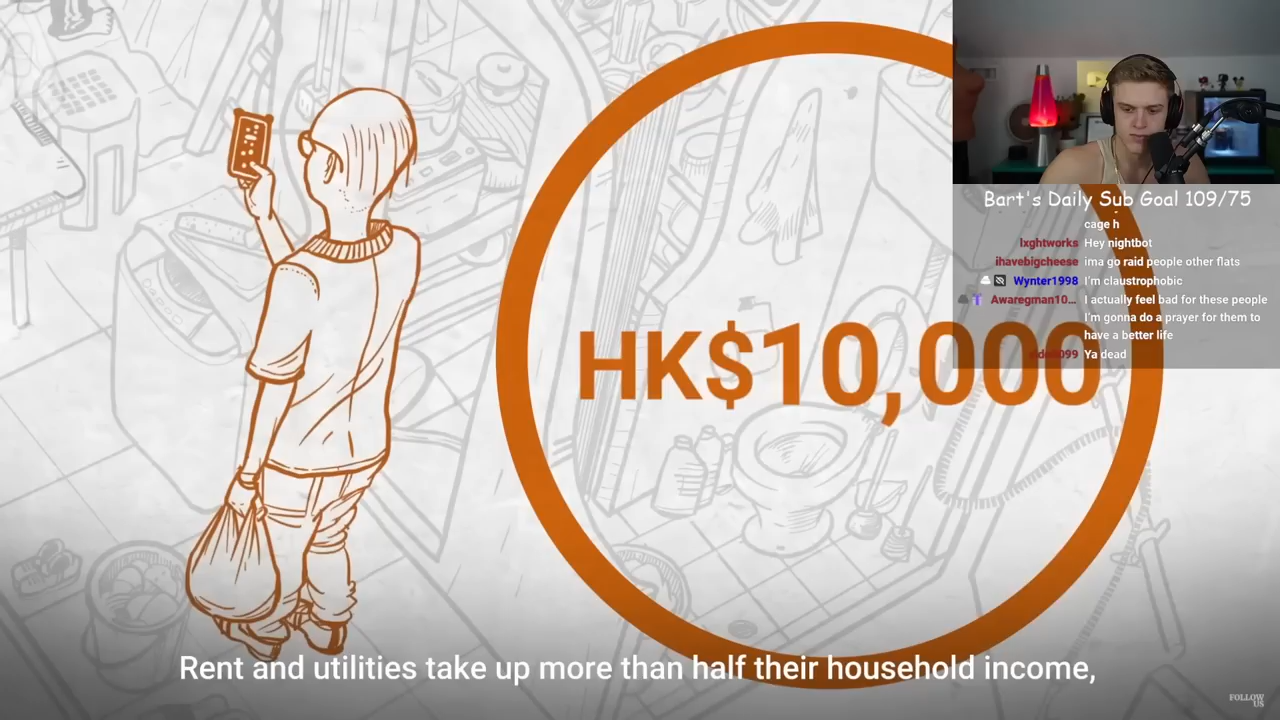 Bart's Daily Sub Goal 109/75
cage h
lxghtworks Hey nightbot
ihavebigcheese ima go raid people other flats
Wynter1998 I'm claustrophobic
Awaregman10... I actually feel bad for these people
I'm gonna do a prayer for them to
have a better life
Ya dead
HK$10,000
Rent and utilities take up more than half their household income,
FOLLOW
US